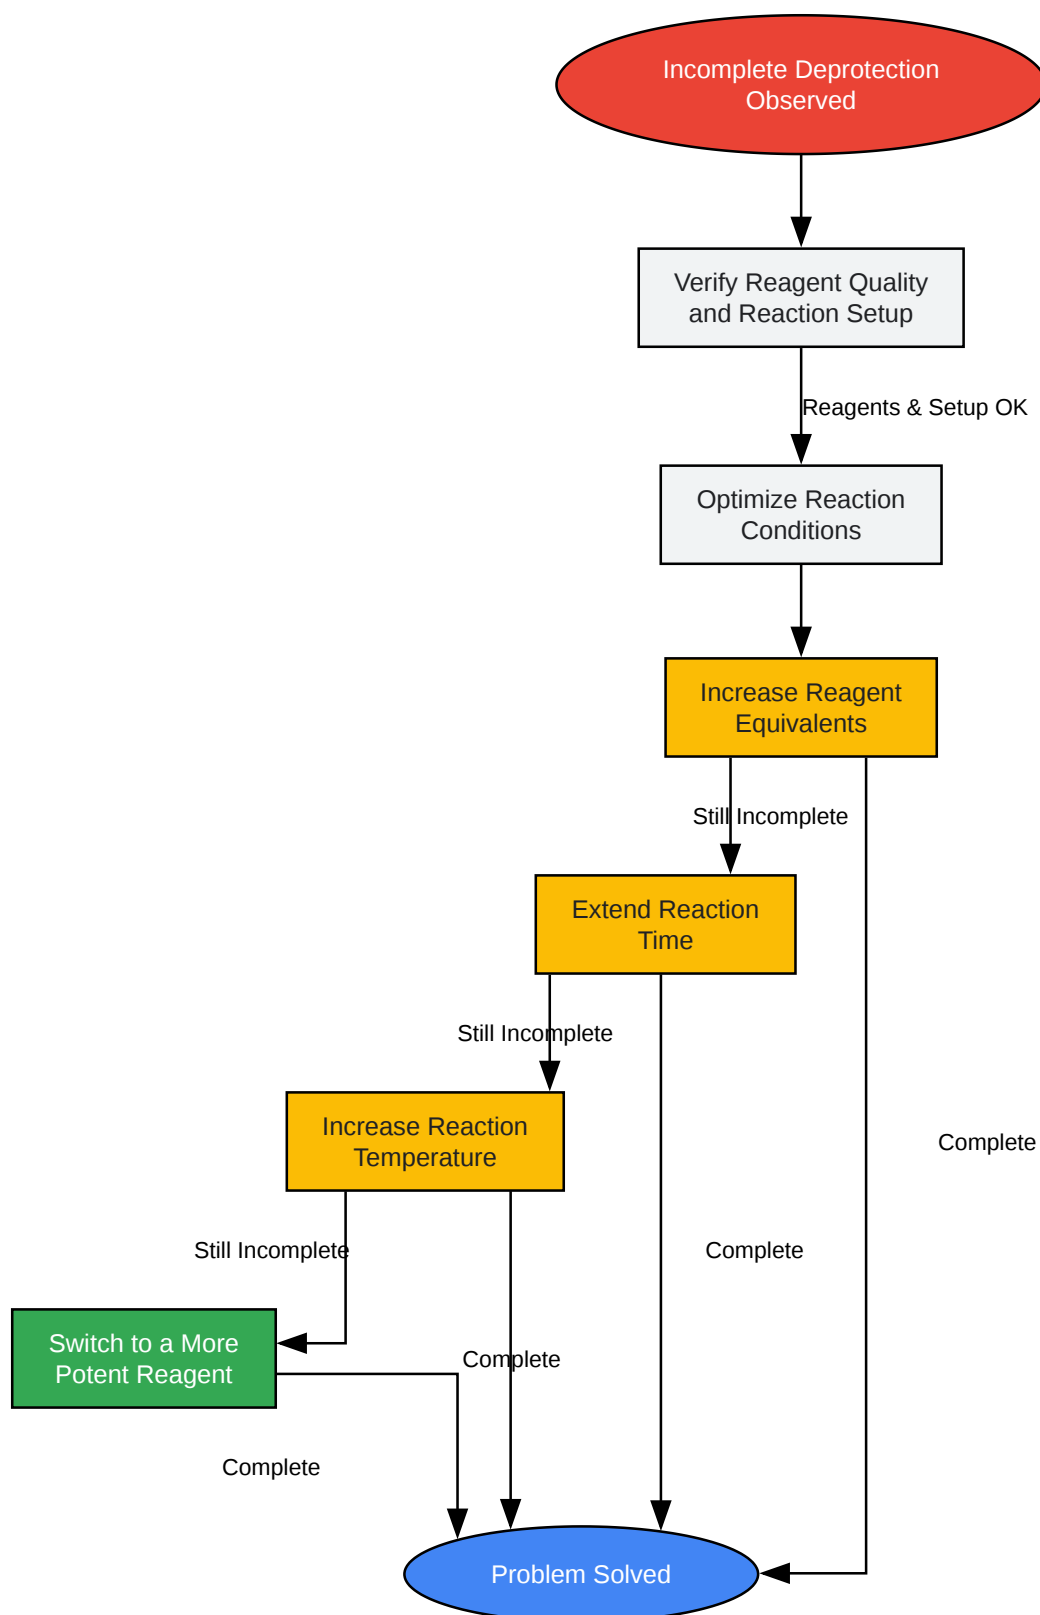 Incomplete Deprotection
Observed
Verify Reagent Quality
and Reaction Setup
Reagents & Setup OK
Optimize Reaction
Conditions
Increase Reagent
Equivalents
Still Incomplete
Extend Reaction
Time
Still Incomplete
Increase Reaction
Temperature
Complete
Still Incomplete
Complete
Switch to a More
Potent Reagent
Complete
Complete
Problem Solved